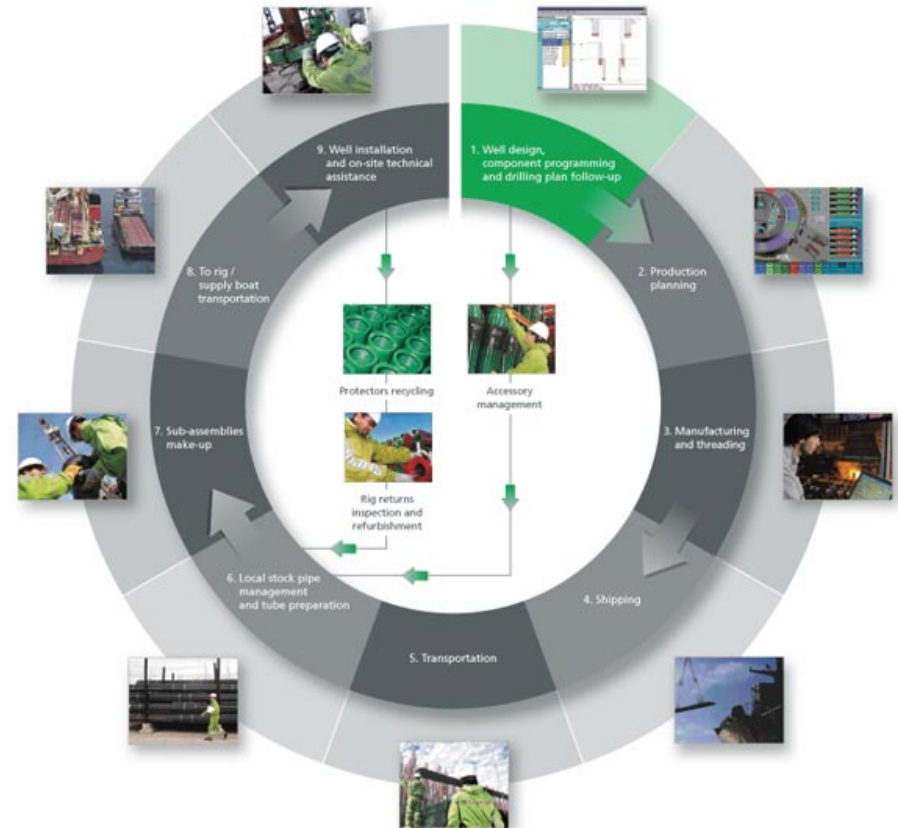 1. Well design,
component programming
and drilling plan follow-up
2. Production
planning
3. Manufacturing
and threading
4. Shipping
5. Transportation
6. Local stock pipe
management
and tube preparation
7. Sub-assemblies
make-up
8. To rig /
supply boat
transportation
9. Well installation
and on-site technical
assistance
Protectors recycling
Rig returns
inspection and
refurbishment
Accessory
management